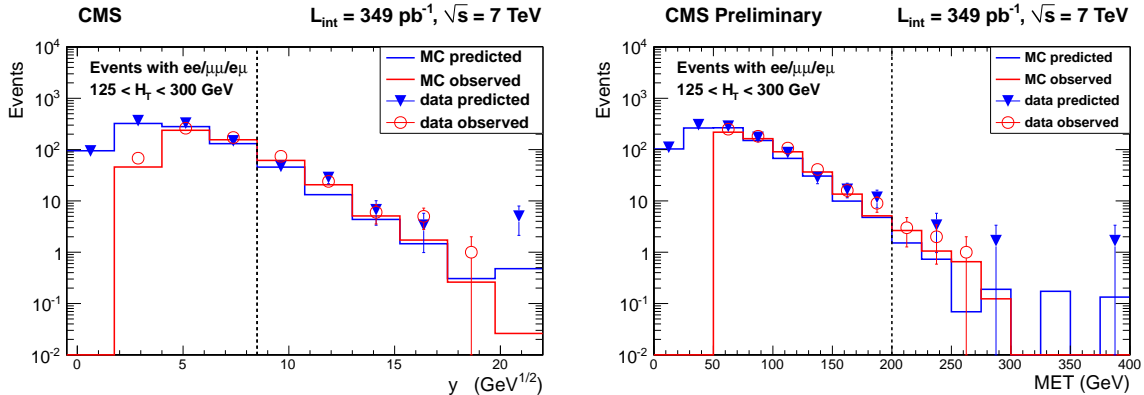 CMS
L_int = 349 pb⁻¹, √s = 7 TeV
Events
10⁴
10³
10²
10
1
10⁻¹
10⁻²
Events with ee/μμ/eμ
125 < H_T < 300 GeV
MC predicted
MC observed
data predicted
data observed
0 5 10 15 20
y (GeV^1/2)
CMS Preliminary
L_int = 349 pb⁻¹, √s = 7 TeV
Events
10⁴
10³
10²
10
1
10⁻¹
10⁻²
Events with ee/μμ/eμ
125 < H_T < 300 GeV
MC predicted
MC observed
data predicted
data observed
0 50 100 150 200 250 300 350 400
MET (GeV)